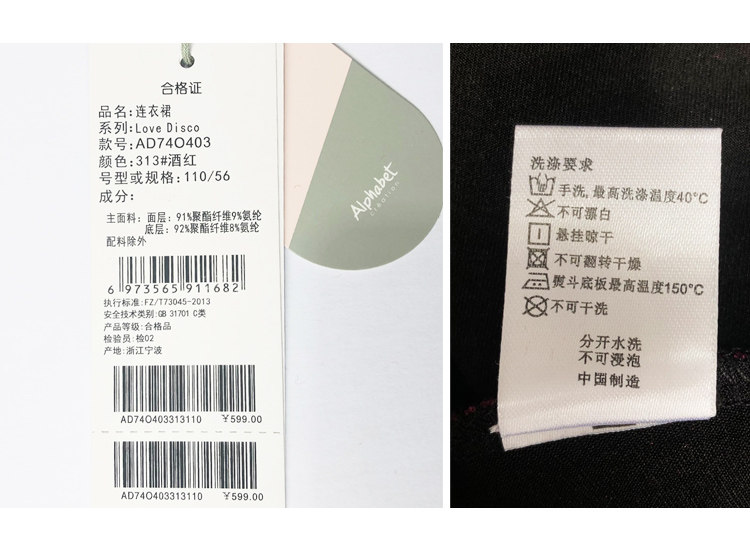 合格证
品名:连衣裙
系列:Love Disco
款号:AD74O403
颜色:313#酒红
号型或规格:110/56
成分:
主面料: 面层: 91%聚酯纤维9%氨纶
底层: 92%聚酯纤维8%氨纶
配料除外
6 973565 911682
执行标准:FZ/T73045-2013
安全技术类别:GB 31701 C类
产品等级:合格品
检验员:检02
产地:浙江宁波
AD74O403313110 ¥599.00
AD74O403313110 ¥599.00
Alphabet
creation
洗涤要求
手洗,最高洗涤温度40°C
不可漂白
悬挂晾干
不可翻转干燥
熨斗底板最高温度150°C
不可干洗
分开水洗
不可浸泡
中国制造